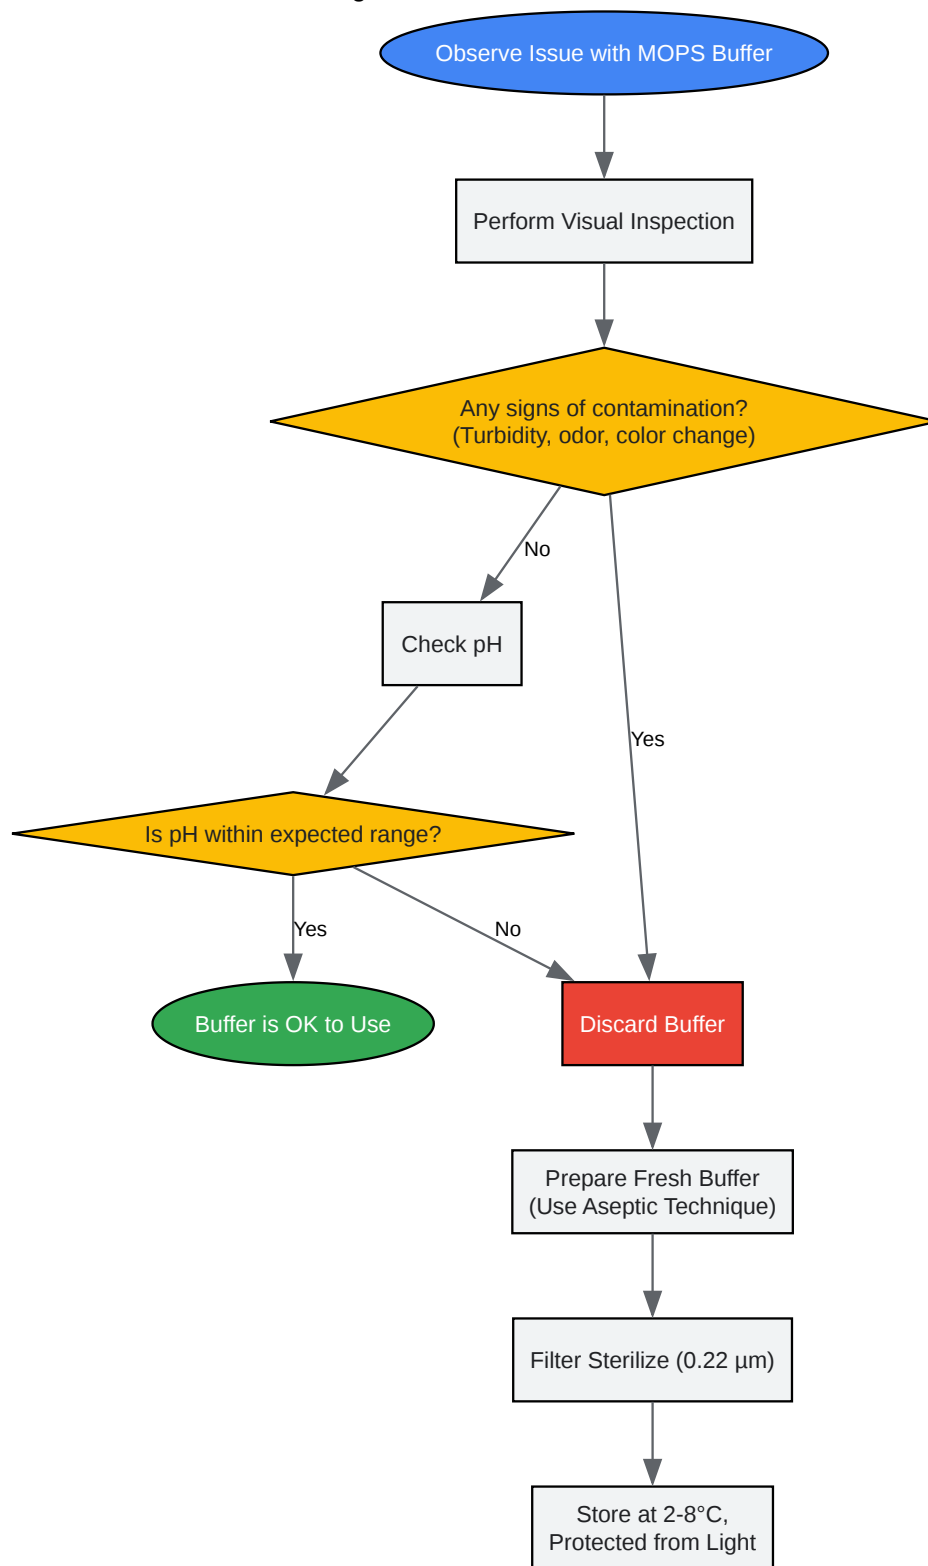 Observe Issue with MOPS Buffer
Perform Visual Inspection
Any signs of contamination?
(Turbidity, odor, color change)
No
Check pH
Yes
Is pH within expected range?
Yes
No
Buffer is OK to Use
Discard Buffer
Prepare Fresh Buffer
(Use Aseptic Technique)
Filter Sterilize (0.22 µm)
Store at 2-8°C,
Protected from Light